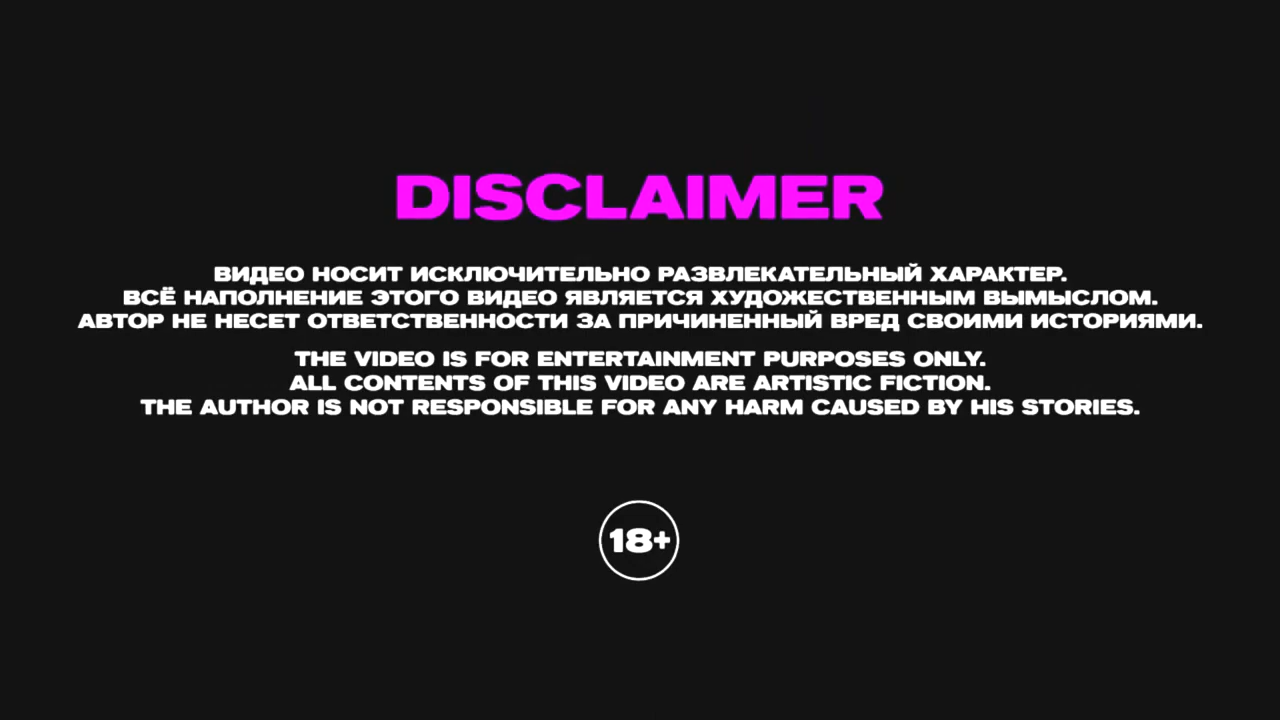 DISCLAIMER
ВИДЕО НОСИТ ИСКЛЮЧИТЕЛЬНО РАЗВЛЕКАТЕЛЬНЫЙ ХАРАКТЕР.
ВСЁ НАПОЛНЕНИЕ ЭТОГО ВИДЕО ЯВЛЯЕТСЯ ХУДОЖЕСТВЕННЫМ ВЫМЫСЛОМ.
АВТОР НЕ НЕСЕТ ОТВЕТСТВЕННОСТИ ЗА ПРИЧИНЕННЫЙ ВРЕД СВОИМИ ИСТОРИЯМИ.
THE VIDEO IS FOR ENTERTAINMENT PURPOSES ONLY.
ALL CONTENTS OF THIS VIDEO ARE ARTISTIC FICTION.
THE AUTHOR IS NOT RESPONSIBLE FOR ANY HARM CAUSED BY HIS STORIES.
18+